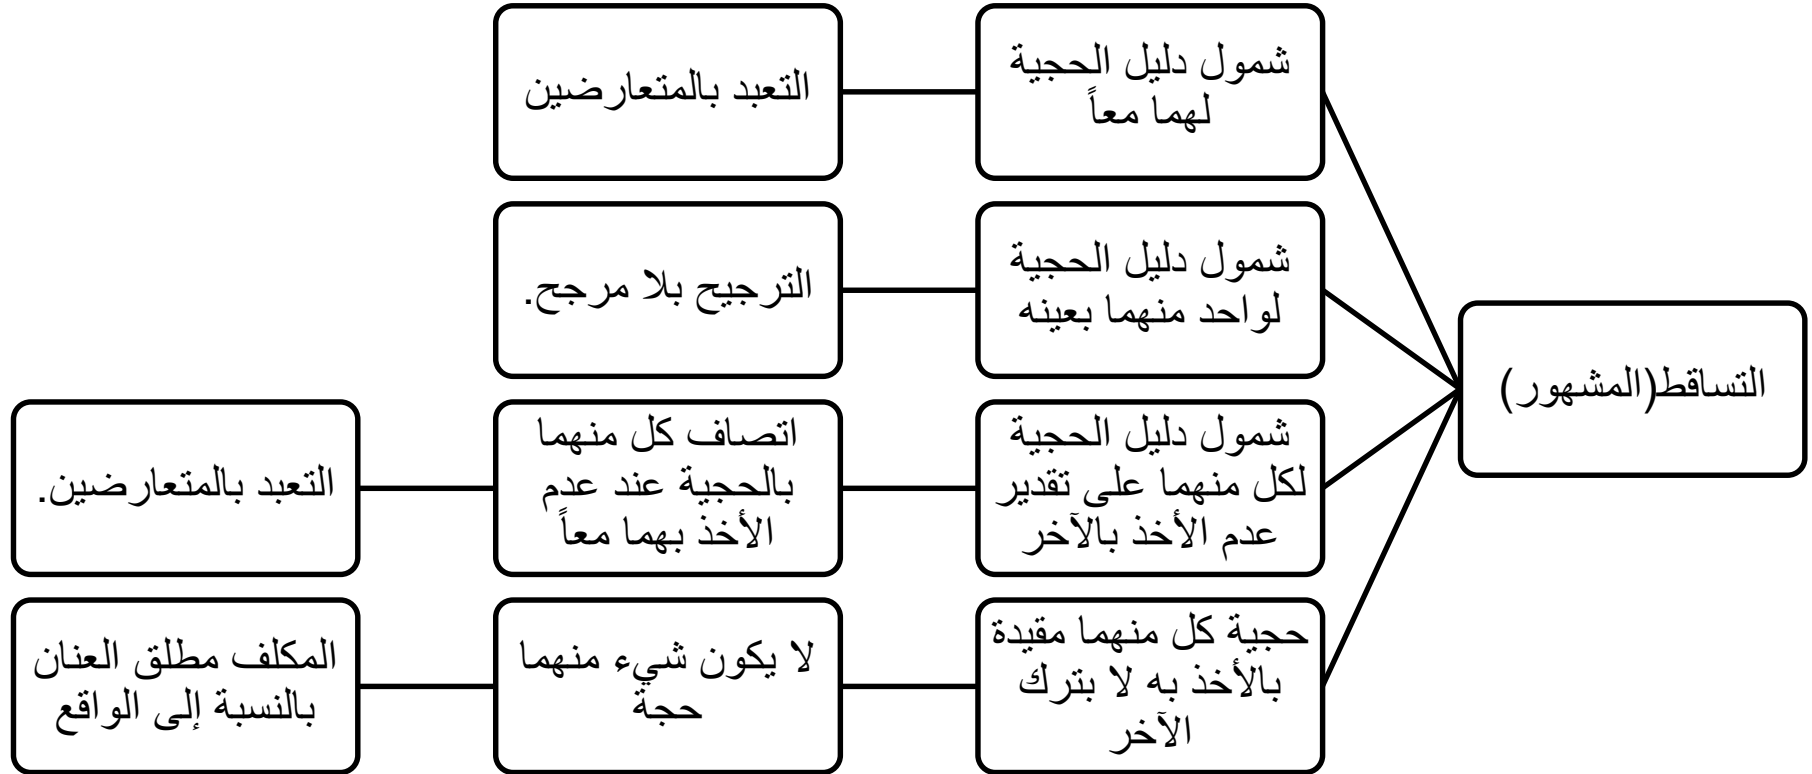 التساقط(المشهور)
شمول دليل الحجية
لهما معاً
التعبد بالمتعارضين
شمول دليل الحجية
لواحد منهما بعينه
الترجيح بلا مرجح.
شمول دليل الحجية
لكل منهما على تقدير
عدم الأخذ بالآخر
اتصاف كل منهما
بالحجية عند عدم
الأخذ بهما معاً
التعبد بالمتعارضين.
حجية كل منهما مقيدة
بالأخذ به لا بترك
الآخر
لا يكون شيء منهما
حجة
المكلف مطلق العنان
بالنسبة إلى الواقع